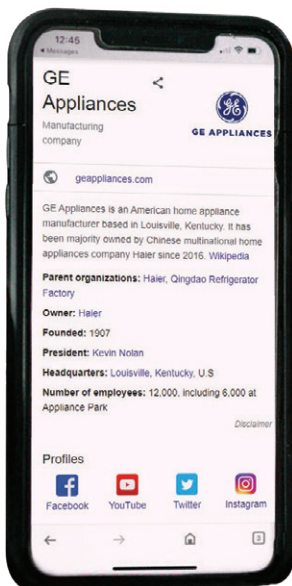 12:46
Messages
GE
Appliances
Manufacturing
company
GE APPLIANCES
geappliances.com
GE Appliances is an American home appliance
manufacturer based in Louisville, Kentucky. It has
been majority owned by Chinese multinational home
appliances company Haier since 2016. Wikipedia
Parent organizations: Haier, Qingdao Refrigerator
Factory
Owner: Haier
Founded: 1907
President: Kevin Nolan
Headquarters: Louisville, Kentucky, U.S
Number of employees: 12,000, including 6,000 at
Appliance Park
Disclaimer
Profiles
Facebook YouTube Twitter Instagram
3